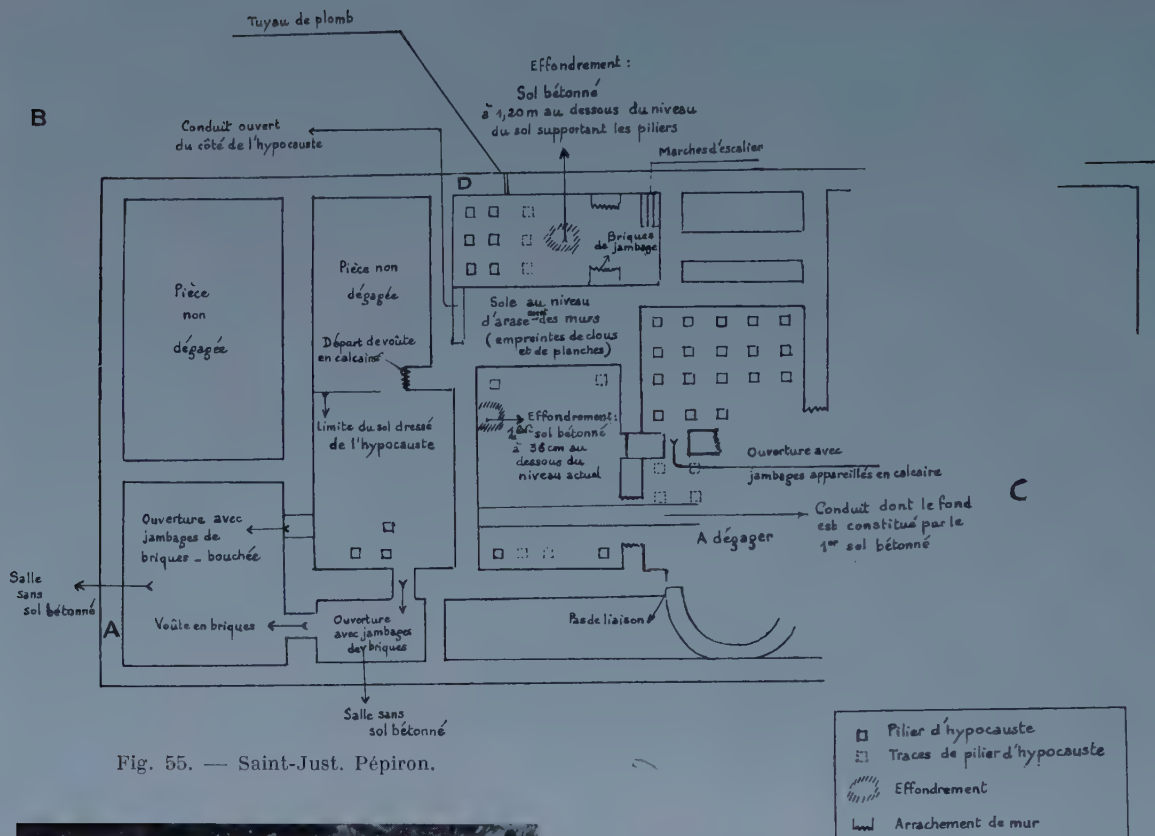 Tuyau de plomb
Effondrement :
Sol bétonné
à 1,20 m au dessous du niveau
du sol supportant les piliers
B
Conduit ouvert
du côté de l'hypocauste
Marches d'escalier
D
Briques
de jambage
Pièce
non
dégagée
Pièce non
dégagée
Sole au niveau
d'arase des murs
(empreintes de clous
et de planches)
Départ de voûte
en calcaire
Limite du sol dressé
de l'hypocauste
Effondrement :
1er sol bétonné
à 36 cm au
dessous du
niveau actual
Ouverture avec
jambages appareillés en calcaire
C
Conduit dont le fond
est constitué par le
1er sol bétonné
A dégager
Ouverture avec
jambages de
briques _ bouchée
Salle
sans
sol bétonné
A
Voûte en briques
Ouverture
avec jambages
de briques
Pas de liaison
Salle sans
sol bétonné
Fig. 55. — Saint-Just. Pépiron.
Pilier d'hypocauste
Traces de pilier d'hypocauste
Effondrement
Arrachement de mur